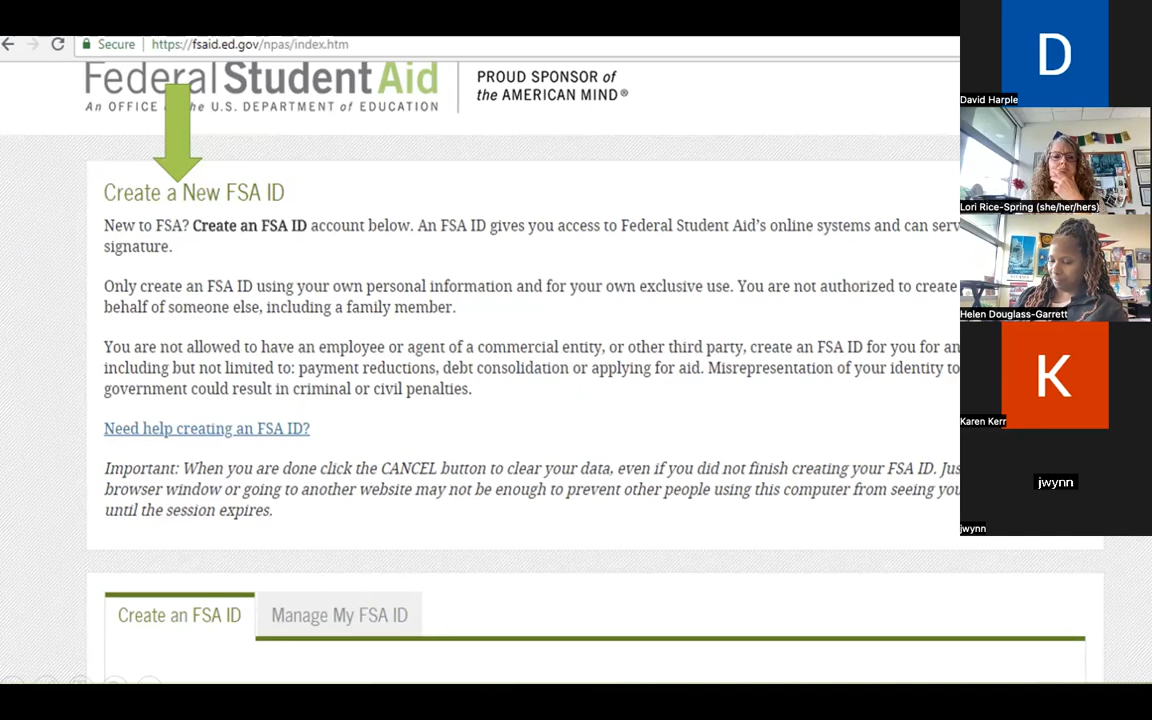 Secure https://fsaid.ed.gov/npas/index.htm
Federal Student Aid
PROUD SPONSOR of
the AMERICAN MIND®
An OFFICE of the U.S. DEPARTMENT of EDUCATION
Create a New FSA ID
New to FSA? Create an FSA ID account below. An FSA ID gives you access to Federal Student Aid's online systems and can serv
signature.
Only create an FSA ID using your own personal information and for your own exclusive use. You are not authorized to create
behalf of someone else, including a family member.
You are not allowed to have an employee or agent of a commercial entity, or other third party, create an FSA ID for you for an
including but not limited to: payment reductions, debt consolidation or applying for aid. Misrepresentation of your identity to
government could result in criminal or civil penalties.
Need help creating an FSA ID?
Important: When you are done click the CANCEL button to clear your data, even if you did not finish creating your FSA ID. Jus
browser window or going to another website may not be enough to prevent other people using this computer from seeing you
until the session expires.
Create an FSA ID
Manage My FSA ID
D
David Harple
Lori Rice-Spring (she/her/hers)
Helen Douglass-Garrett
K
Karen Kerr
jwynn
jwynn